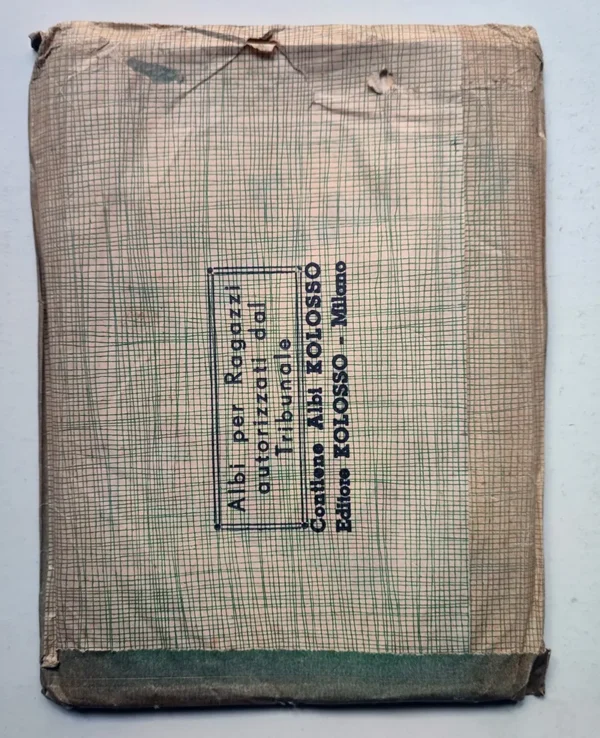 Albi per Ragazzi
autorizzati dal
Tribunale
Contiene Albi KOLOSSO
Editore KOLOSSO - Milano